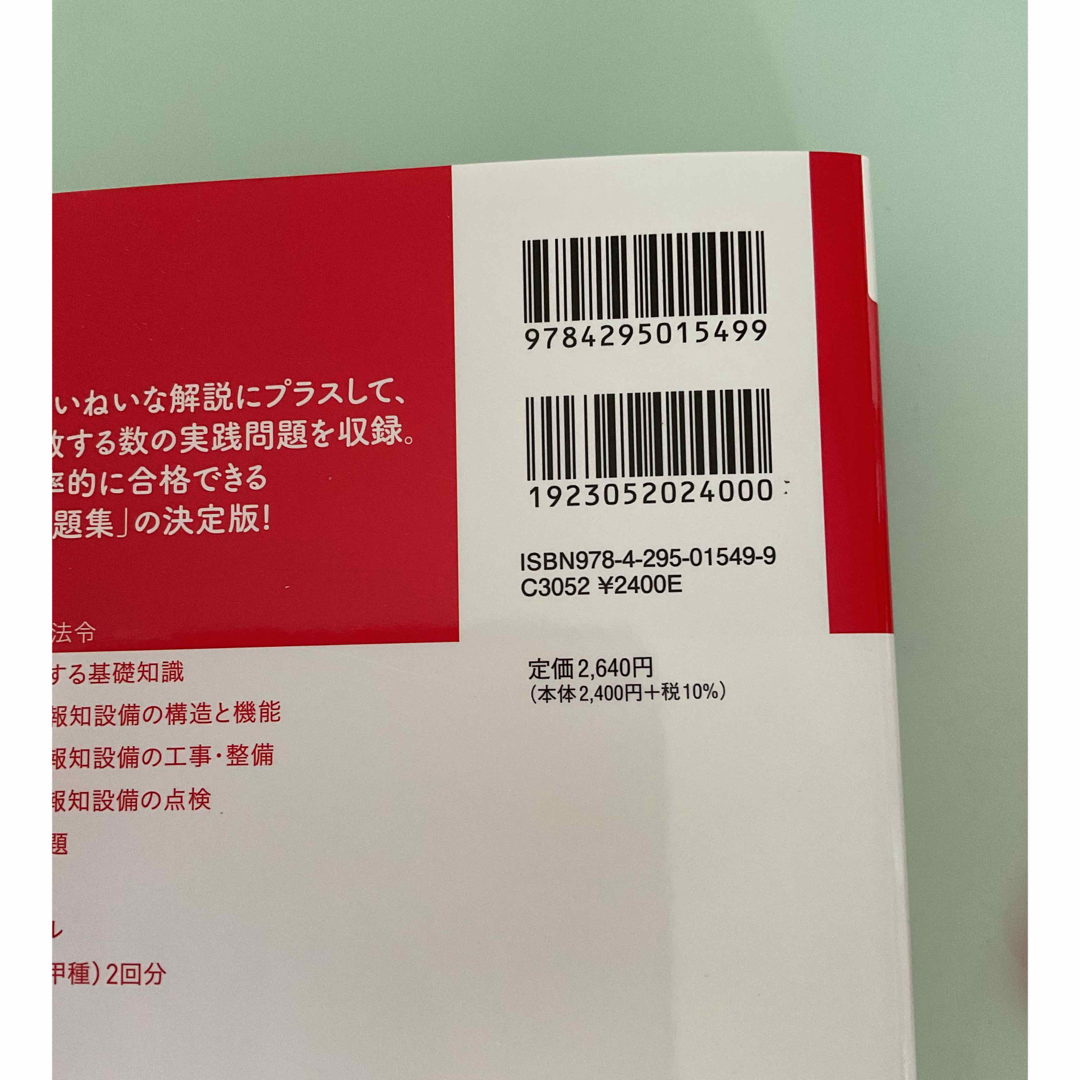 9784295015499
1923052024000
ISBN978-4-295-01549-9
C3052 ¥2400E
定価2,640円
（本体2,400円＋税10%）
いねいな解説にプラスして、
する数の実践問題を収録。
率的に合格できる
題集」の決定版！
法令
する基礎知識
報知設備の構造と機能
報知設備の工事・整備
報知設備の点検
題
ル
甲種）2回分